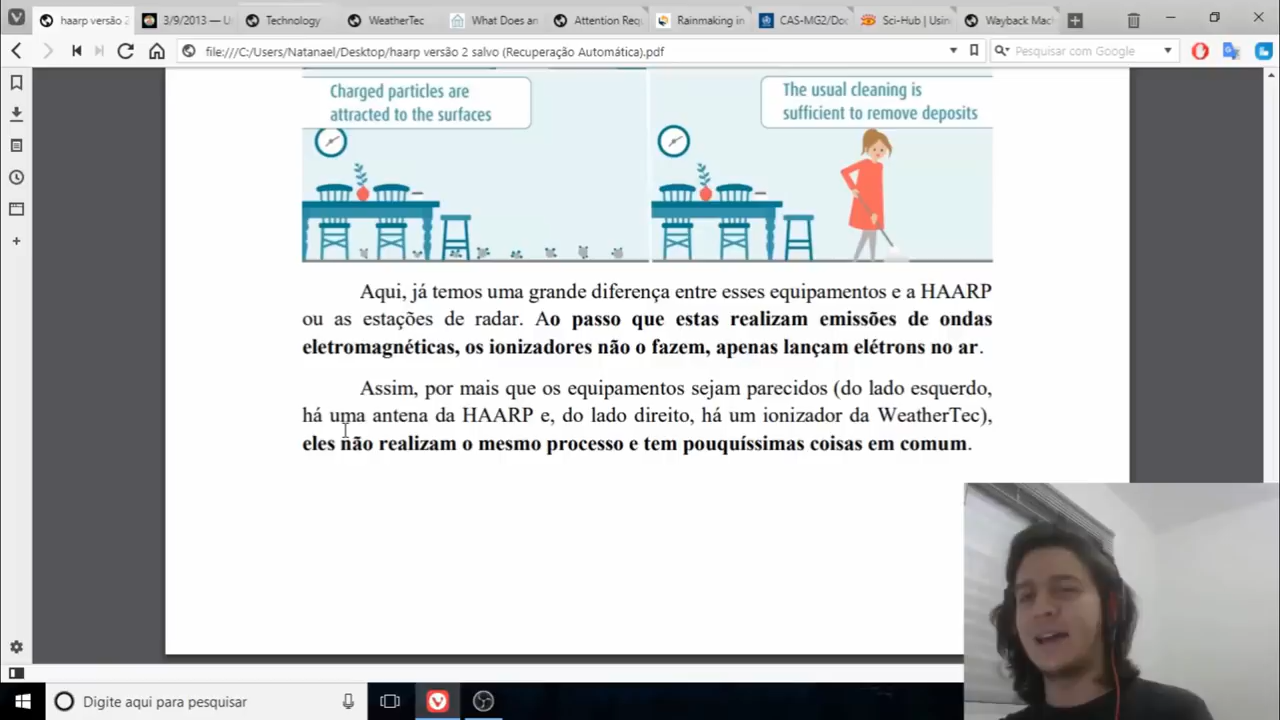 haarp versão 2
3/9/2013 — U
Technology
WeatherTec
What Does an
Attention Req
Rainmaking in
CAS-MG2/Do
Sci-Hub | Usin
Wayback Mac
file:///C:/Users/Natanael/Desktop/haarp versão 2 salvo (Recuperação Automática).pdf
Pesquisar com Google
Charged particles are
attracted to the surfaces
The usual cleaning is
sufficient to remove deposits
Aqui, já temos uma grande diferença entre esses equipamentos e a HAARP
ou as estações de radar. Ao passo que estas realizam emissões de ondas
eletromagnéticas, os ionizadores não o fazem, apenas lançam elétrons no ar.
Assim, por mais que os equipamentos sejam parecidos (do lado esquerdo,
há uma antena da HAARP e, do lado direito, há um ionizador da WeatherTec),
eles não realizam o mesmo processo e tem pouquíssimas coisas em comum.
Digite aqui para pesquisar